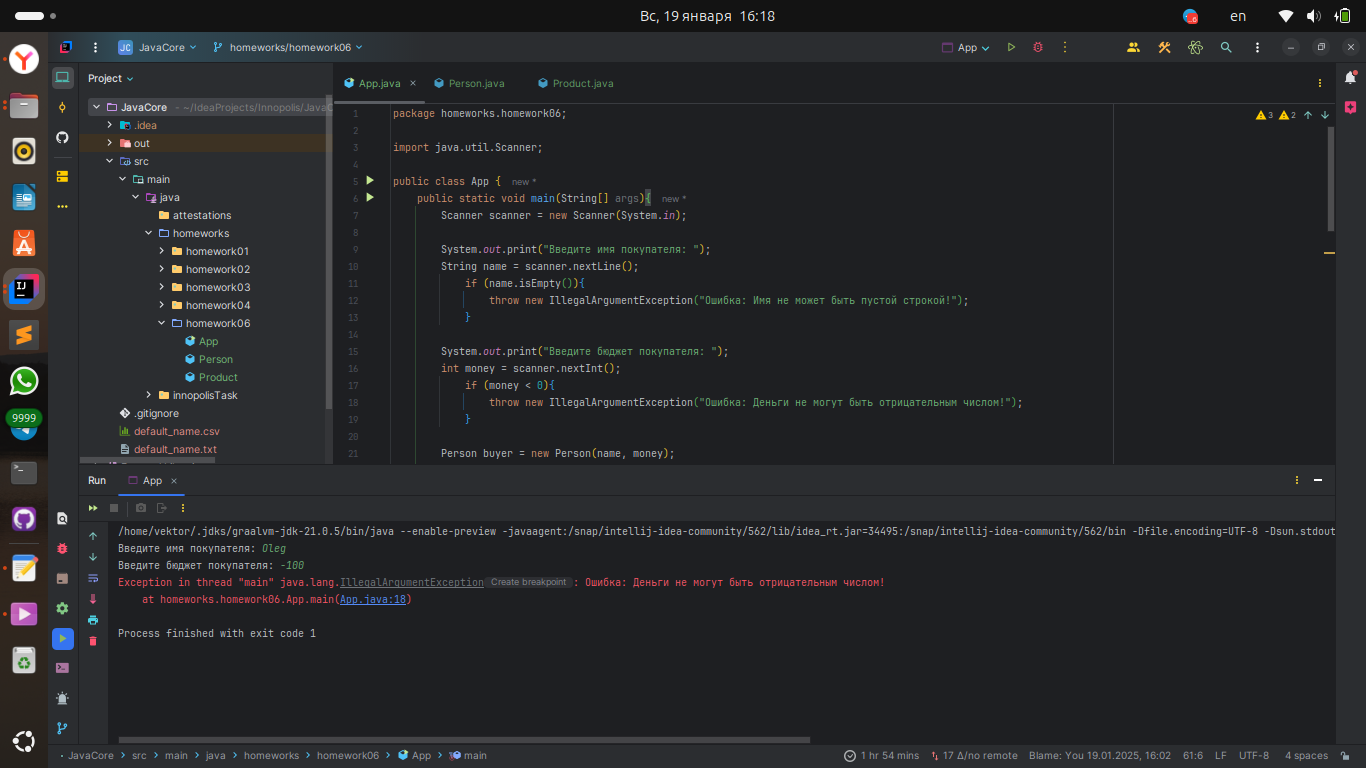 Вс, 19 января 16:18
en
JC JavaCore
homeworks/homework06
App
Project
App.java
Person.java
Product.java
JavaCore - ~/IdeaProjects/Innopolis/JavaC
.idea
out
src
main
java
attestations
homeworks
homework01
homework02
homework03
homework04
homework06
App
Person
Product
innopolisTask
.gitignore
default_name.csv
default_name.txt
9999
3 2
1 package homeworks.homework06;
2
3 import java.util.Scanner;
4
5 public class App { new *
6 public static void main(String[] args){ new *
7 Scanner scanner = new Scanner(System.in);
8
9 System.out.print("Введите имя покупателя: ");
10 String name = scanner.nextLine();
11 if (name.isEmpty()){
12 throw new IllegalArgumentException("Ошибка: Имя не может быть пустой строкой!");
13 }
14
15 System.out.print("Введите бюджет покупателя: ");
16 int money = scanner.nextInt();
17 if (money < 0){
18 throw new IllegalArgumentException("Ошибка: Деньги не могут быть отрицательным числом!");
19 }
20
21 Person buyer = new Person(name, money);
Run App
/home/vektor/.jdks/graalvm-jdk-21.0.5/bin/java --enable-preview -javaagent:/snap/intellij-idea-community/562/lib/idea_rt.jar=34495:/snap/intellij-idea-community/562/bin -Dfile.encoding=UTF-8 -Dsun.stdout
Введите имя покупателя: Oleg
Введите бюджет покупателя: -100
Exception in thread "main" java.lang.IllegalArgumentException Create breakpoint : Ошибка: Деньги не могут быть отрицательным числом!
at homeworks.homework06.App.main(App.java:18)
Process finished with exit code 1
JavaCore > src > main > java > homeworks > homework06 > App > main
1 hr 54 mins
17 Δ/no remote
Blame: You 19.01.2025, 16:02
61:6
LF
UTF-8
4 spaces